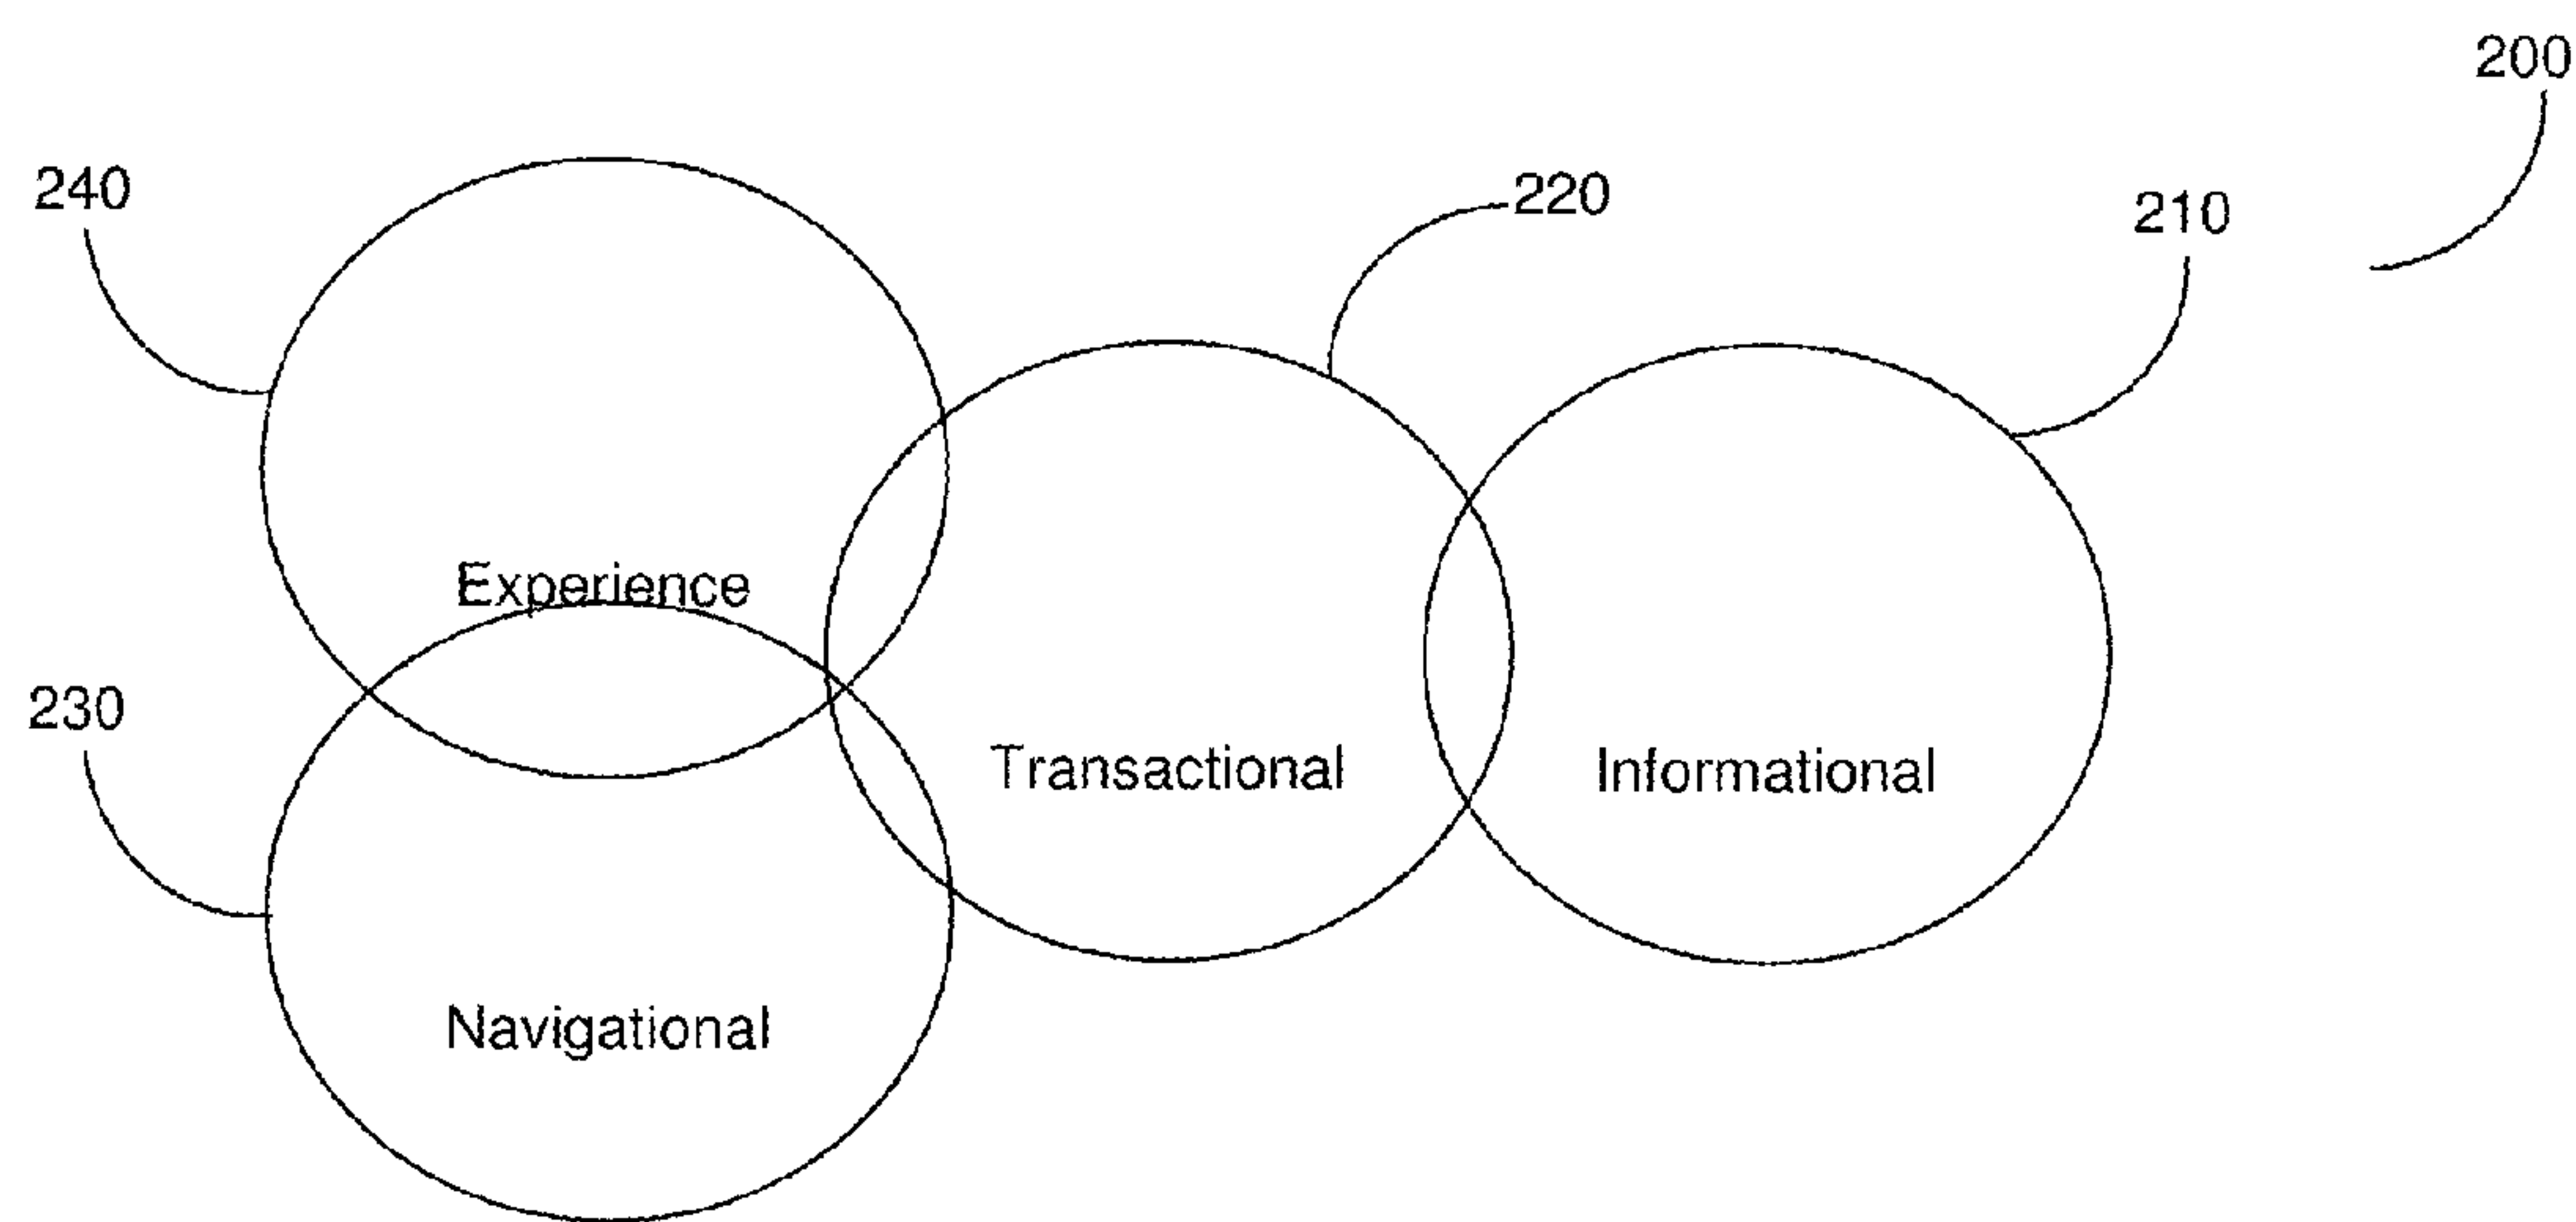 200
240
220
210
Experience
230
Transactional
Informational
Navigational